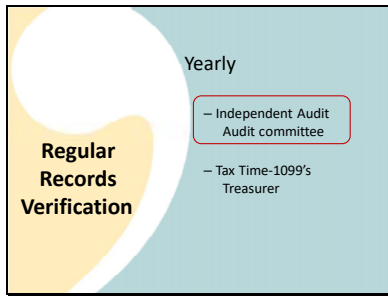 Yearly
– Independent Audit
Audit committee
Regular
Records
Verification
– Tax Time-1099's
Treasurer